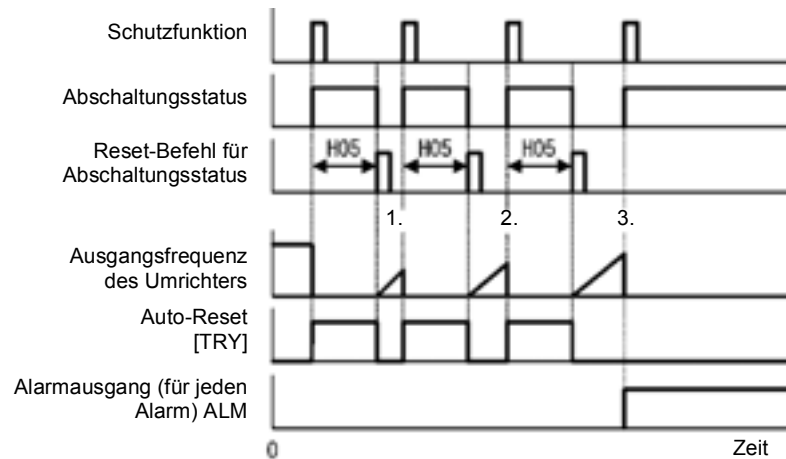 Schutzfunktion
Abschaltungsstatus
Reset-Befehl für
Abschaltungsstatus
H05 H05 H05
1. 2. 3.
Ausgangsfrequenz
des Umrichters
Auto-Reset
[TRY]
Alarmausgang (für jeden
Alarm) ALM
0 Zeit